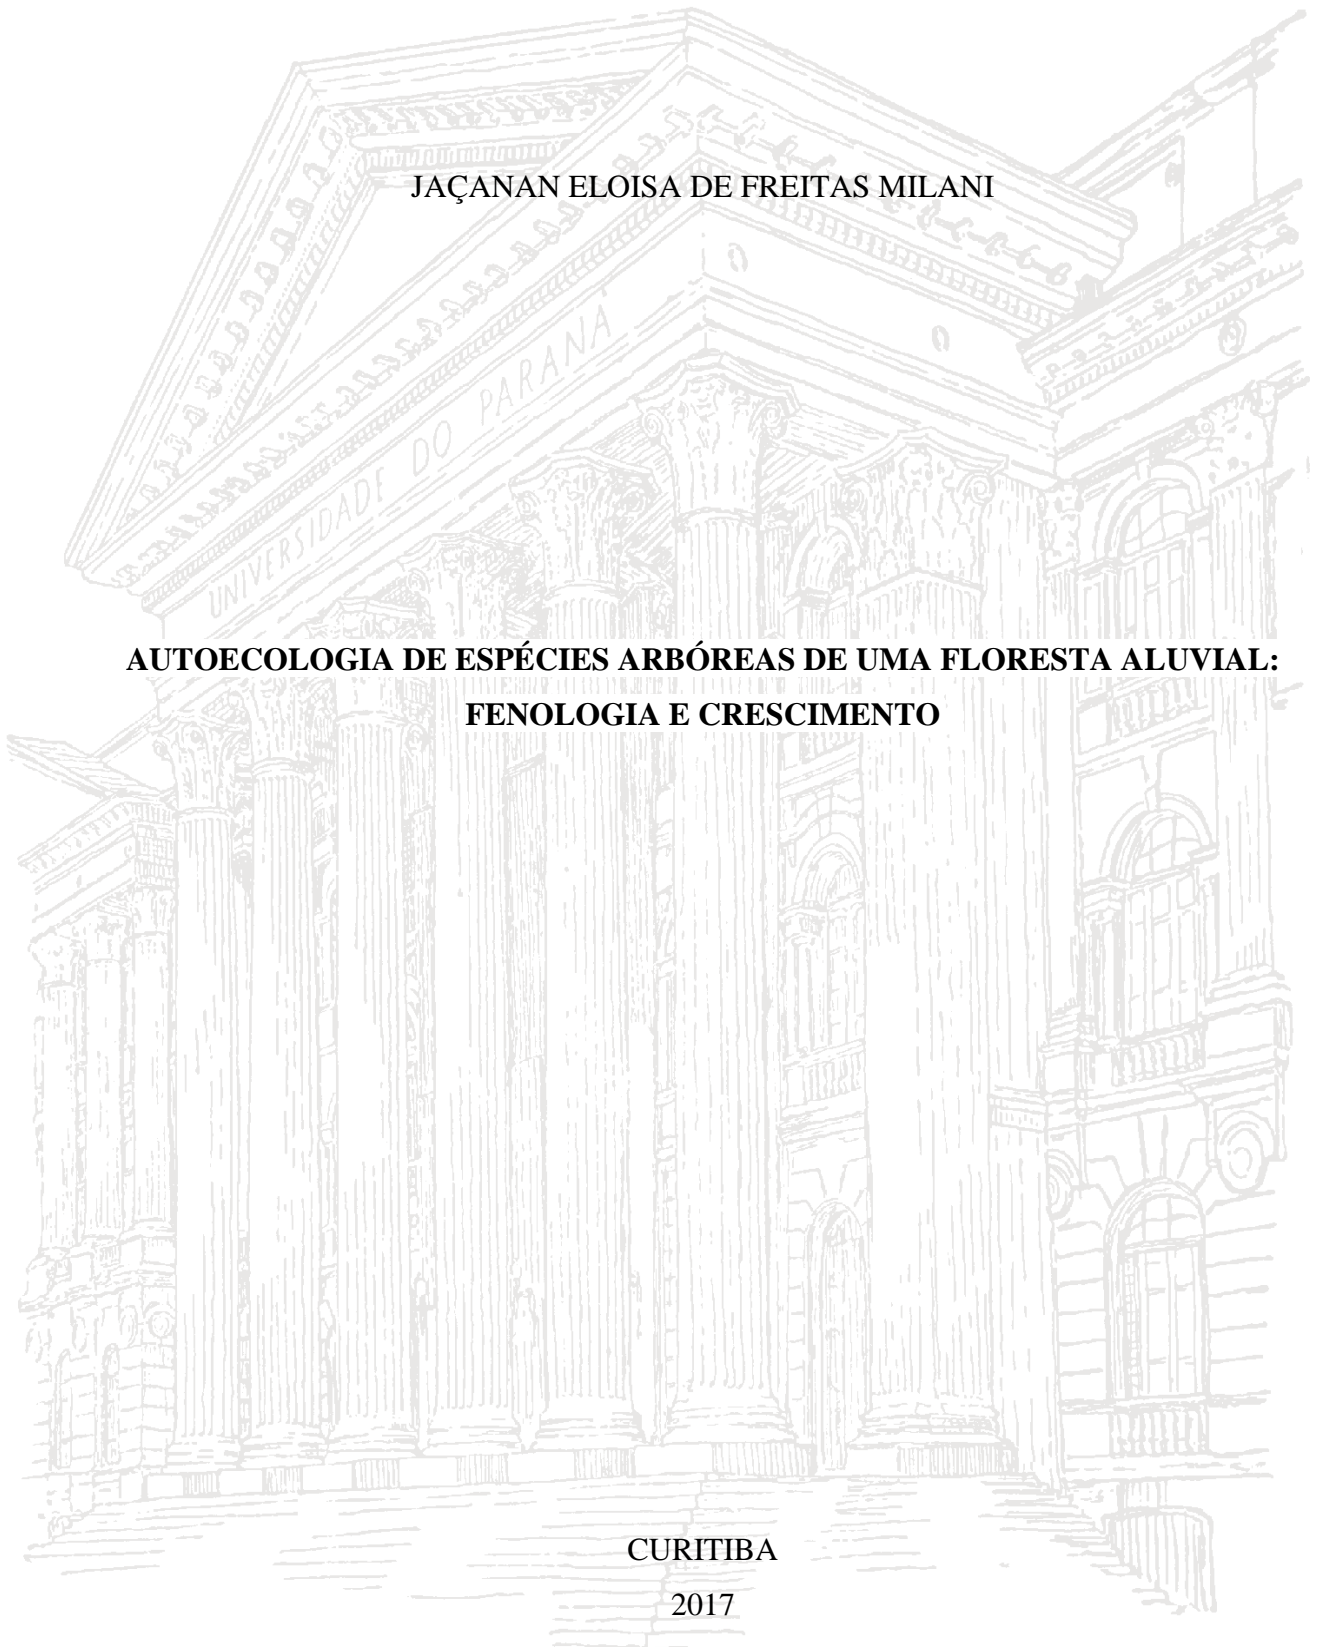 JAÇANAN ELOISA DE FREITAS MILANI
UNIVERSIDADE DO PARANÁ
AUTOECOLOGIA DE ESPÉCIES ARBÓREAS DE UMA FLORESTA ALUVIAL:
FENOLOGIA E CRESCIMENTO
CURITIBA
2017